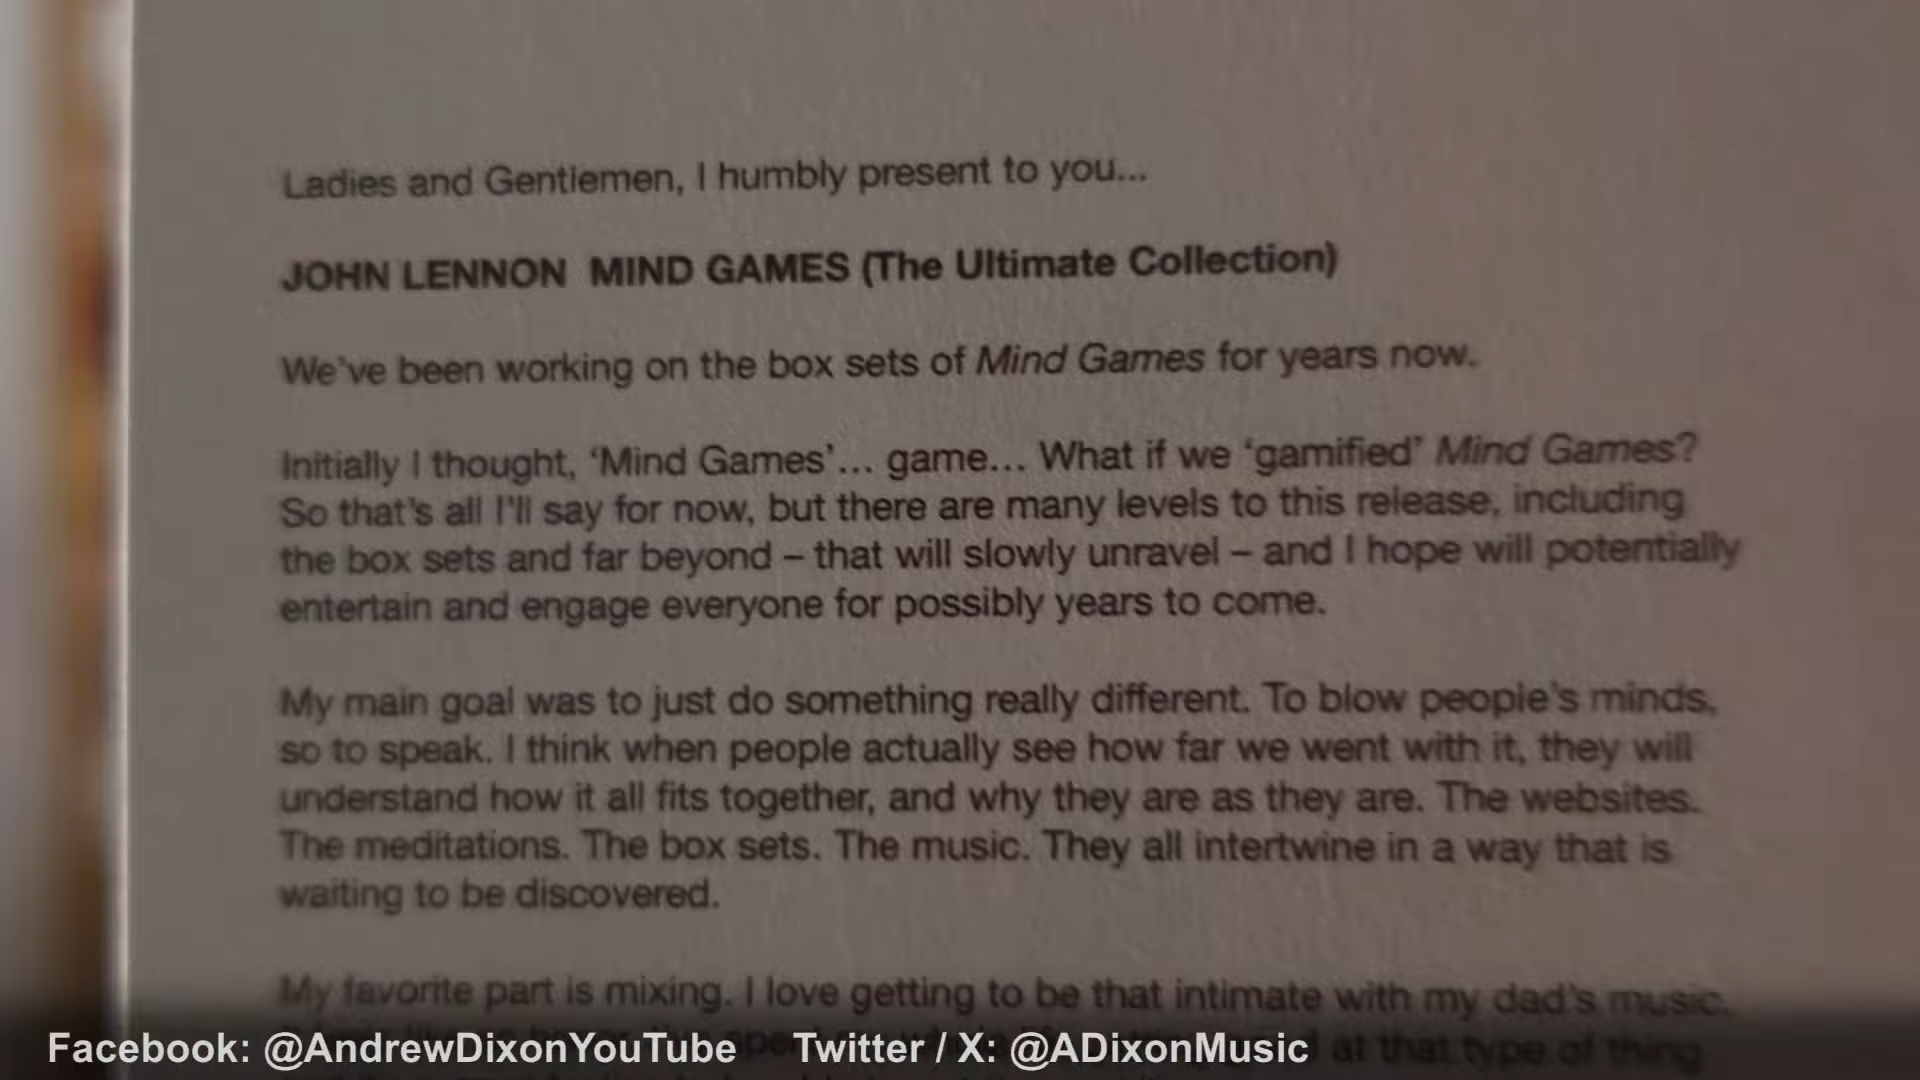 Ladies and Gentlemen, I humbly present to you...
JOHN LENNON MIND GAMES (The Ultimate Collection)
We've been working on the box sets of Mind Games for years now.
Initially I thought, ‘Mind Games’... game... What if we ‘gamified’ Mind Games?
So that's all I'll say for now, but there are many levels to this release, including
the box sets and far beyond – that will slowly unravel – and I hope will potentially
entertain and engage everyone for possibly years to come.
My main goal was to just do something really different. To blow people's minds,
so to speak. I think when people actually see how far we went with it, they will
understand how it all fits together, and why they are as they are. The websites.
The meditations. The box sets. The music. They all intertwine in a way that is
waiting to be discovered.
My favorite part is mixing. I love getting to be that intimate with my dad's music.
at that type of thing
Facebook: @AndrewDixonYouTube Twitter / X: @ADixonMusic